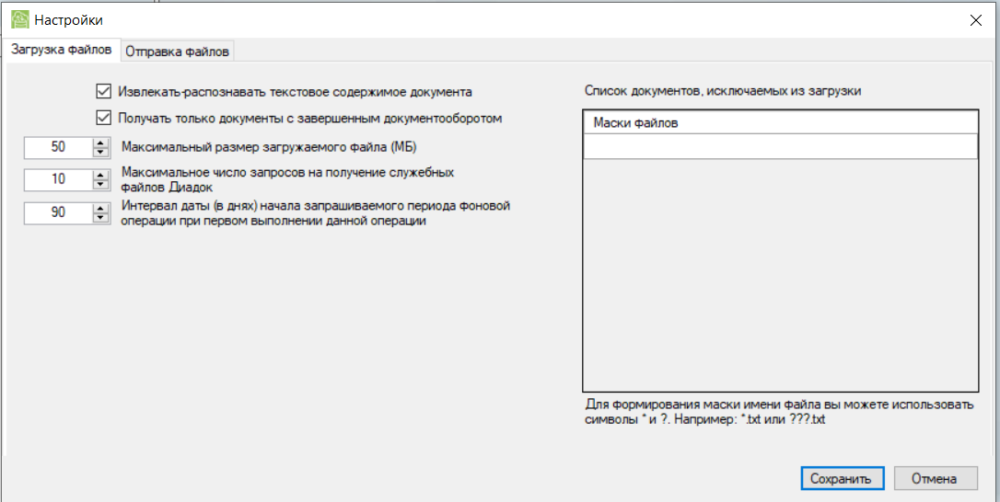 Настройки
Загрузка файлов
Отправка файлов
Извлекать-распознавать текстовое содержимое документа
Получать только документы с завершенным документооборотом
50
Максимальный размер загружаемого файла (МБ)
10
Максимальное число запросов на получение служебных
файлов Диадок
90
Интервал даты (в днях) начала запрашиваемого периода фоновой
операции при первом выполнении данной операции
Список документов, исключаемых из загрузки
Маски файлов
Для формирования маски имени файла вы можете использовать
символы * и ?. Например: *.txt или ???.txt
Сохранить
Отмена